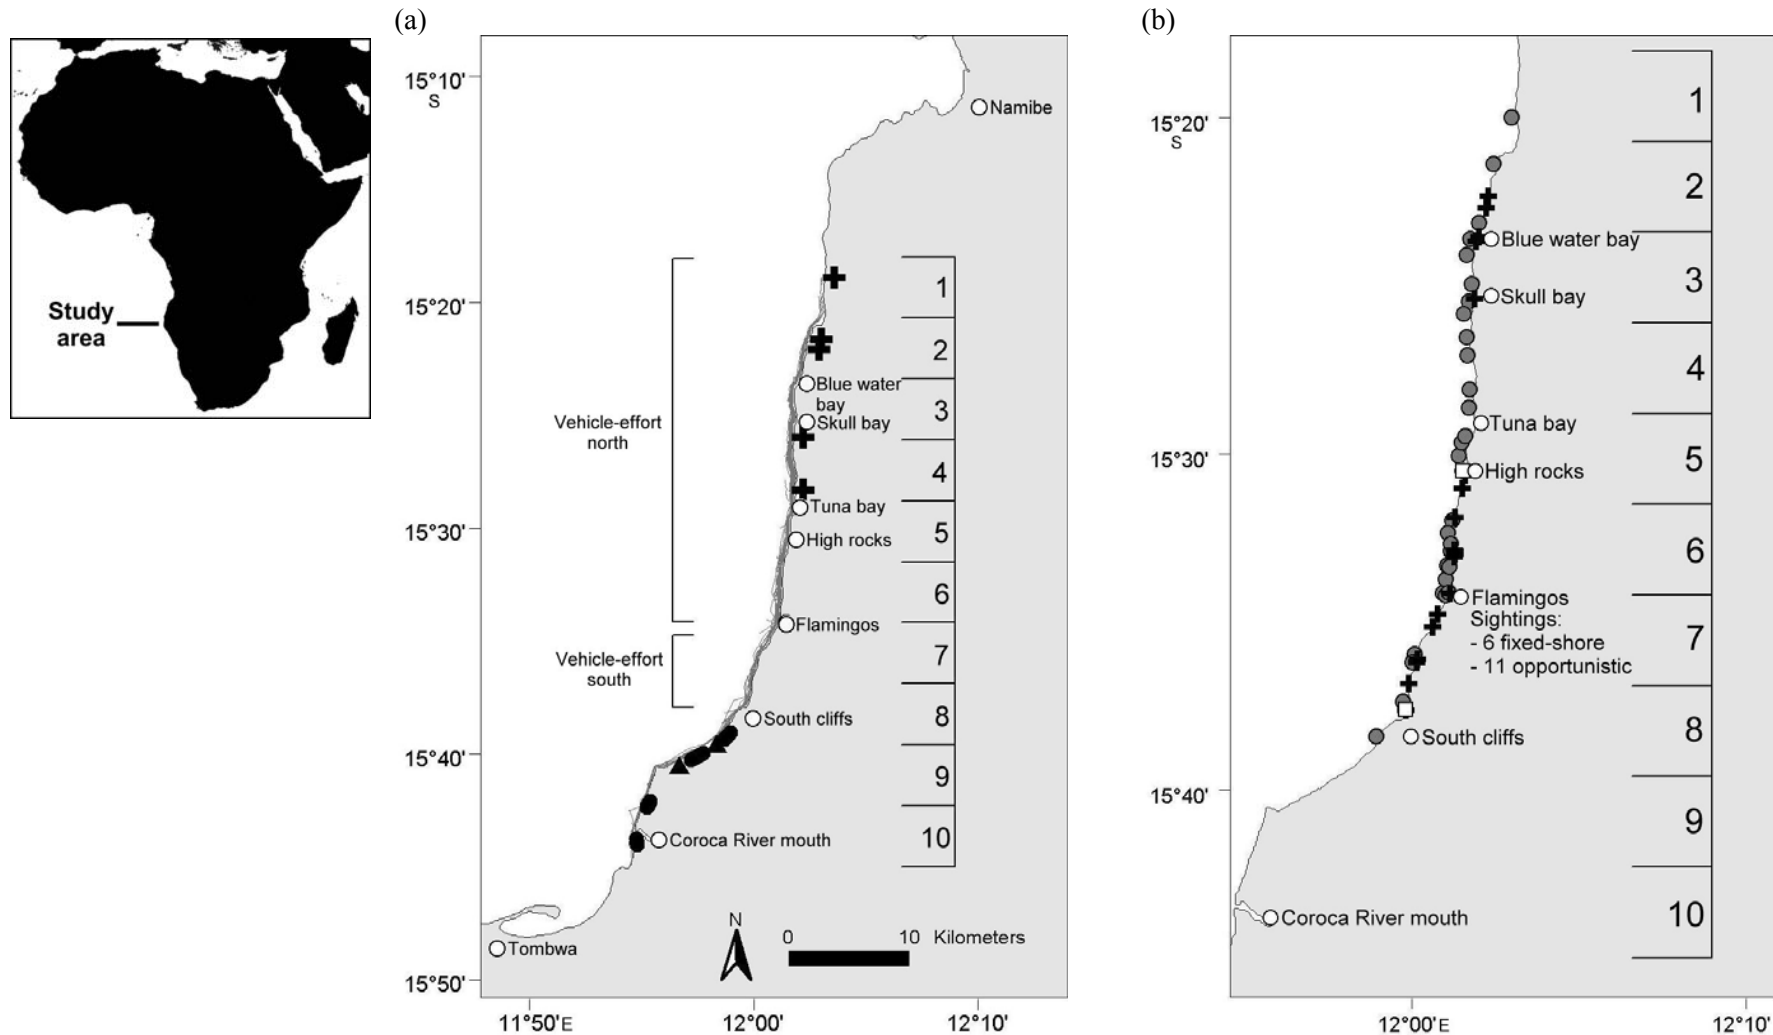 (a)
(b)
Study
area
15°10'
S
15°20'
15°30'
15°40'
15°50'
11°50'E
12°00'
12°10'
Namibe
1
2
Blue water
bay
3
Skull bay
4
Tuna bay
5
High rocks
6
Flamingos
7
South cliffs
8
9
10
Coroca River mouth
Tombwa
Vehicle-effort
north
Vehicle-effort
south
N
0 10 Kilometers
15°20'
S
15°30'
15°40'
12°00'E
12°10'
1
2
Blue water bay
3
Skull bay
4
Tuna bay
5
High rocks
6
Flamingos
Sightings:
- 6 fixed-shore
- 11 opportunistic
7
South cliffs
8
9
10
Coroca River mouth